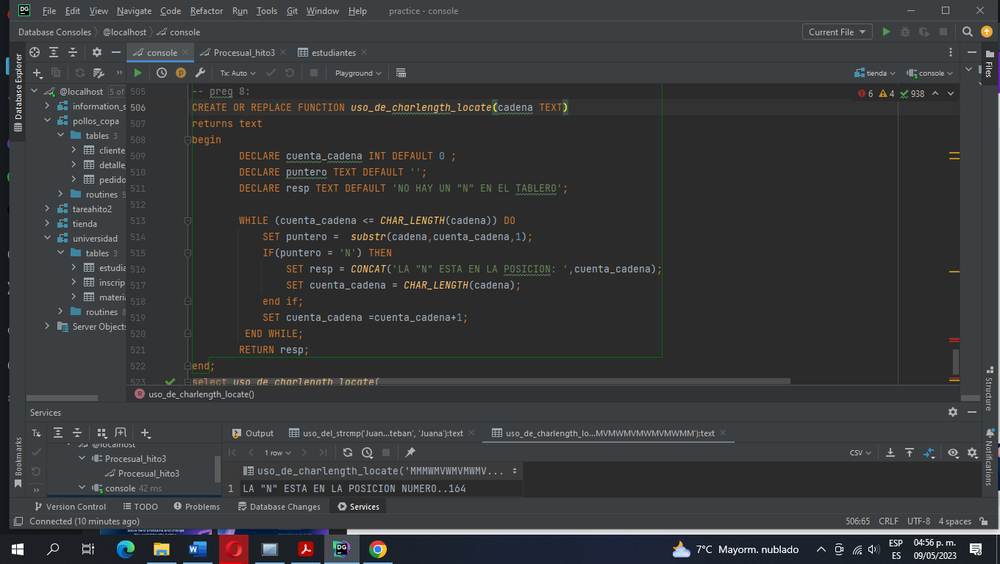 DG File Edit View Navigate Code Refactor Run Tools Git Window Help practice - console
Database Consoles @localhost console Current File
console Procesual_hito3 estudiantes
Tx: Auto Playground tienda console
Database Explorer
Files
@localhost 5 of
information_s
pollos_copa
tables 3
cliente
detalle
pedido
routines 5
tareahito2
tienda
universidad
tables 3
estudia
inscrip
materia
routines 8
Server Objects
6 4 938
505 -- preg 8:
506 CREATE OR REPLACE FUNCTION uso_de_charlength_locate(cadena TEXT)
507 returns text
508 begin
509 DECLARE cuenta_cadena INT DEFAULT 0 ;
510 DECLARE puntero TEXT DEFAULT '';
511 DECLARE resp TEXT DEFAULT 'NO HAY UN "N" EN EL TABLERO';
512
513 WHILE (cuenta_cadena <= CHAR_LENGTH(cadena)) DO
514 SET puntero =  substr(cadena,cuenta_cadena,1);
515 IF(puntero = 'N') THEN
516 SET resp = CONCAT('LA "N" ESTA EN LA POSICION: ',cuenta_cadena);
517 SET cuenta_cadena = CHAR_LENGTH(cadena);
518 end if;
519 SET cuenta_cadena =cuenta_cadena+1;
520 END WHILE;
521 RETURN resp;
522 end;
523 select uso_de_charlength_locate(
uso_de_charlength_locate()
Structure
Notifications
Bookmarks
Services
Tx
@localhost
Procesual_hito3
Procesual_hito3
console 42 ms
Output uso_del_strcmp('Juan...teban', 'Juana'):text uso_de_charlength_lo...MVMWMVMWMVMWMM'):text
1 row CSV
uso_de_charlength_locate('MMMWMVWMVMWMV...
1 LA "N" ESTA EN LA POSICION NUMERO..164
Version Control TODO Problems Database Changes Services
Connected (10 minutes ago) 506:65 CRLF UTF-8 4 spaces
7°C Mayorm. nublado
ESP
ES
04:56 p. m.
09/05/2023